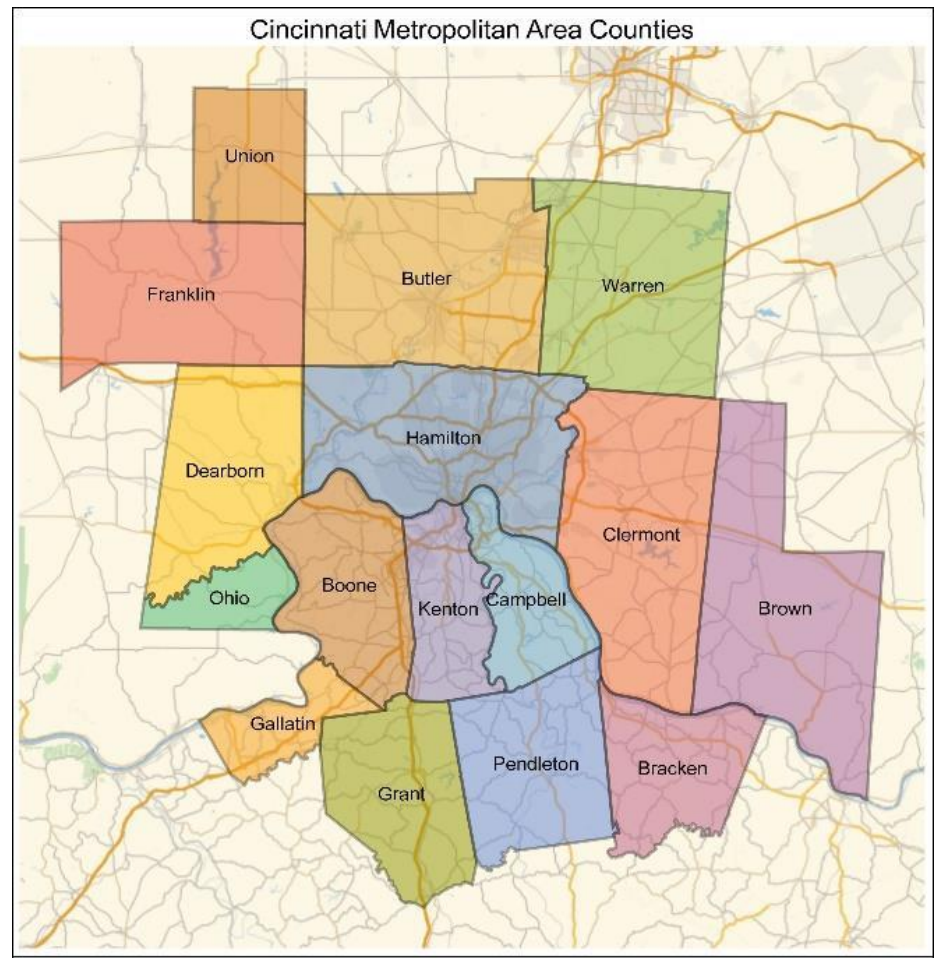 Cincinnati Metropolitan Area Counties
Union
Butler
Warren
Franklin
Hamilton
Dearborn
Clermont
Boone
Ohio
Kenton
Campbell
Brown
Gallatin
Pendleton
Bracken
Grant